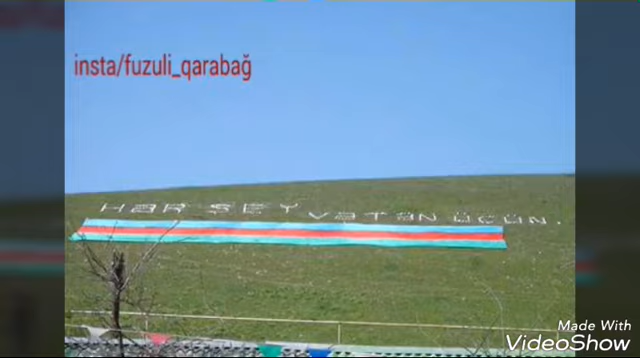 insta/fuzuli_qarabağ
HƏR ŞEY VƏTƏN ÜÇÜN.
Made With
VideoShow